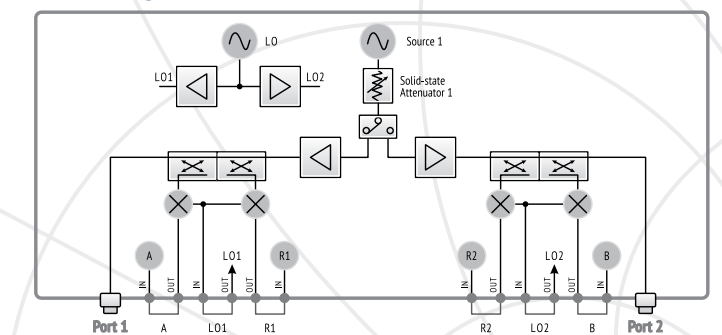 LO
Source 1
LO1
LO2
Solid-state
Attenuator 1
A
LO1
R1
R2
LO2
B
IN
OUT
IN
OUT
OUT
IN
IN
OUT
IN
OUT
OUT
IN
Port 1
A
LO1
R1
R2
LO2
B
Port 2